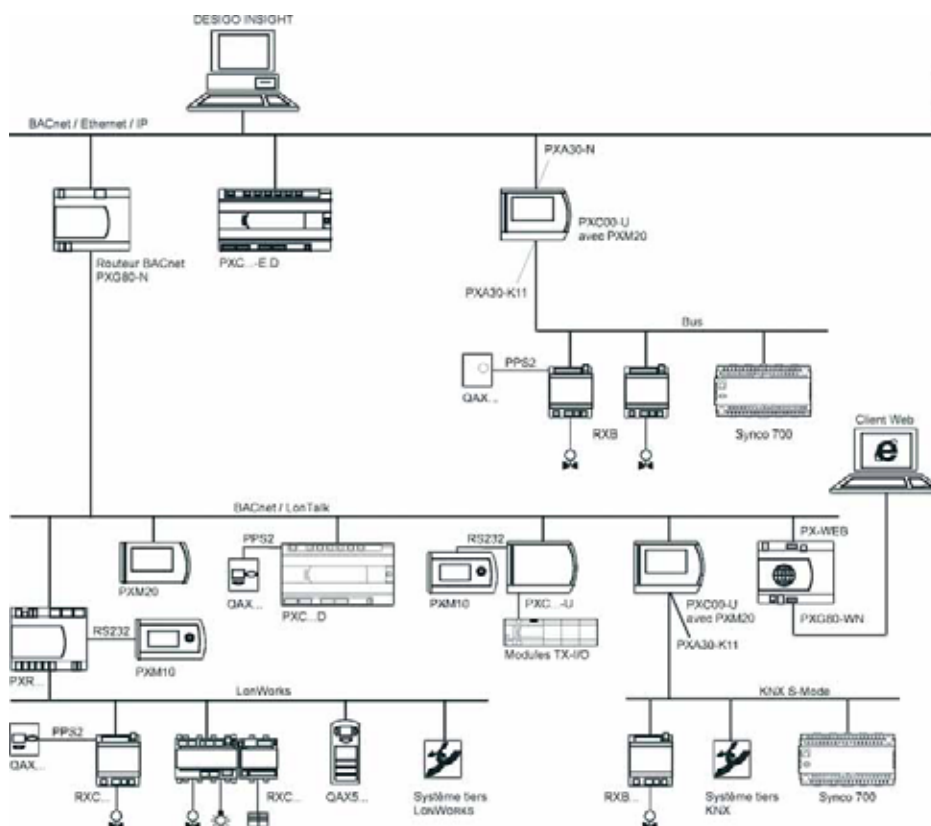 DESIGO INSIGHT
BACnet / Ethernet / IP
PXA30-N
PXC00-U
avec PXM20
Routeur BACnet
PXG80-N
PXC...-E.D
PXA30-K11
Bus
PPS2
QAX...
RXB
Synco 700
Client Web
BACnet / LonTalk
PX-WEB
PPS2
RS232
PXM20
QAX...
PXC...D
PXM10
PXC...-U
PXC00-U
avec PXM20
PXG80-WN
RS232
Modules TX-I/O
PXA30-K11
PXM10
PXR...
LonWorks
KNX S-Mode
PPS2
QAX...
RXC...
RXC...
QAX5...
Système tiers
LONWORKS
RXB...
Système tiers
KNX
Synco 700